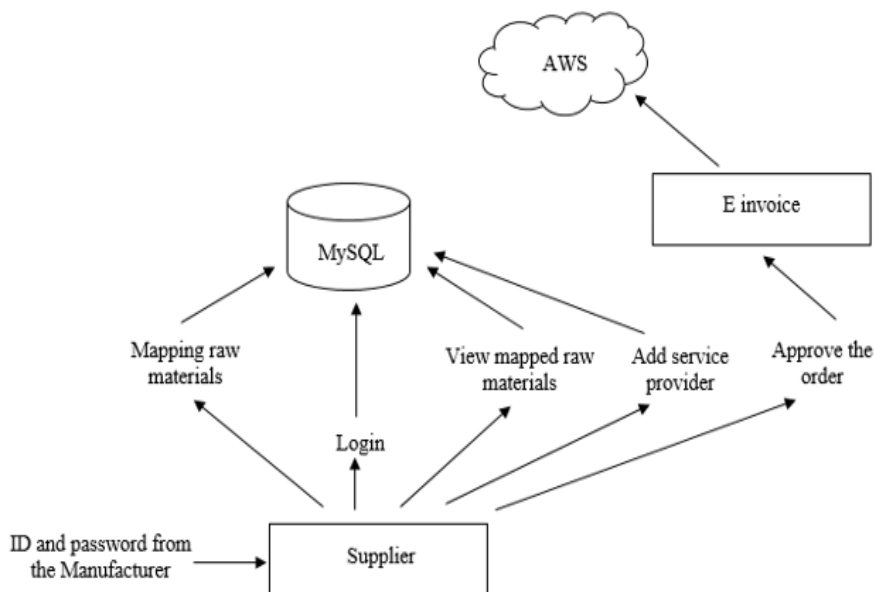 AWS
E invoice
MySQL
Mapping raw
materials
View mapped raw
materials
Add service
provider
Approve the
order
Login
ID and password from
the Manufacturer
Supplier